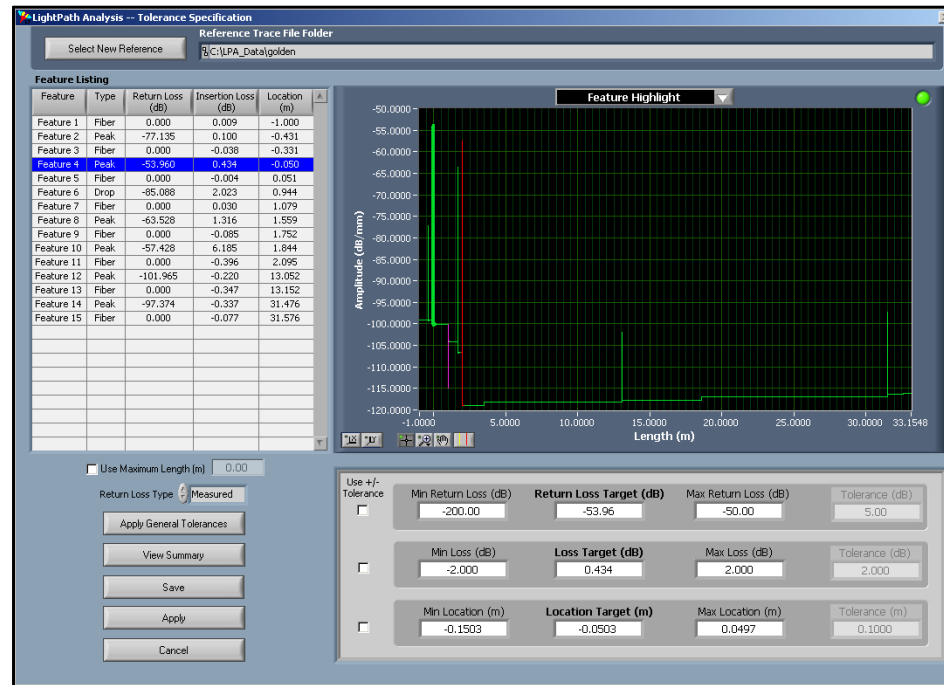 LightPath Analysis -- Tolerance Specification
Reference Trace File Folder
Select New Reference
C:\LPA_Data\golden
Feature Listing
Feature Type Return Loss (dB) Insertion Loss (dB) Location (m)
Feature 1 Fiber 0.000 0.009 -1.000
Feature 2 Peak -77.135 0.100 -0.431
Feature 3 Fiber 0.000 -0.038 -0.331
Feature 4 Peak -53.960 0.434 -0.050
Feature 5 Fiber 0.000 -0.004 0.051
Feature 6 Drop -85.088 2.023 0.944
Feature 7 Fiber 0.000 0.030 1.079
Feature 8 Peak -63.528 1.316 1.559
Feature 9 Fiber 0.000 -0.085 1.752
Feature 10 Peak -57.428 6.185 1.844
Feature 11 Fiber 0.000 -0.396 2.095
Feature 12 Peak -101.965 -0.220 13.052
Feature 13 Fiber 0.000 -0.347 13.152
Feature 14 Peak -97.374 -0.337 31.476
Feature 15 Fiber 0.000 -0.077 31.576
Feature Highlight
Amplitude (dB/mm)
-50.0000
-55.0000
-60.0000
-65.0000
-70.0000
-75.0000
-80.0000
-85.0000
-90.0000
-95.0000
-100.0000
-105.0000
-110.0000
-115.0000
-120.0000
-1.0000 5.0000 10.0000 15.0000 20.0000 25.0000 30.0000 33.1548
Length (m)
Use Maximum Length (m) 0.00
Return Loss Type Measured
Apply General Tolerances
View Summary
Save
Apply
Cancel
Use +/- Tolerance
Min Return Loss (dB) Return Loss Target (dB) Max Return Loss (dB) Tolerance (dB)
-200.00 -53.96 -50.00 5.00
Min Loss (dB) Loss Target (dB) Max Loss (dB) Tolerance (dB)
-2.000 0.434 2.000 2.000
Min Location (m) Location Target (m) Max Location (m) Tolerance (m)
-0.1503 -0.0503 0.0497 0.1000